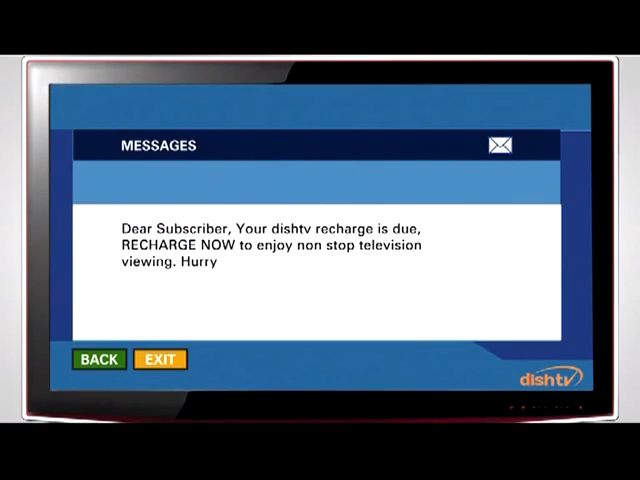 MESSAGES
Dear Subscriber, Your dishtv recharge is due,
RECHARGE NOW to enjoy non stop television
viewing. Hurry
BACK EXIT
dishtv